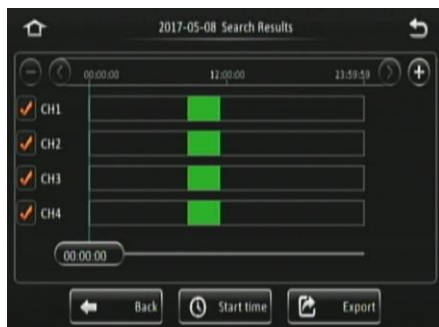 2017-05-08 Search Results
00:00:00 12:00:00 23:59:59
CH1
CH2
CH3
CH4
00:00:00
Back Start time Export